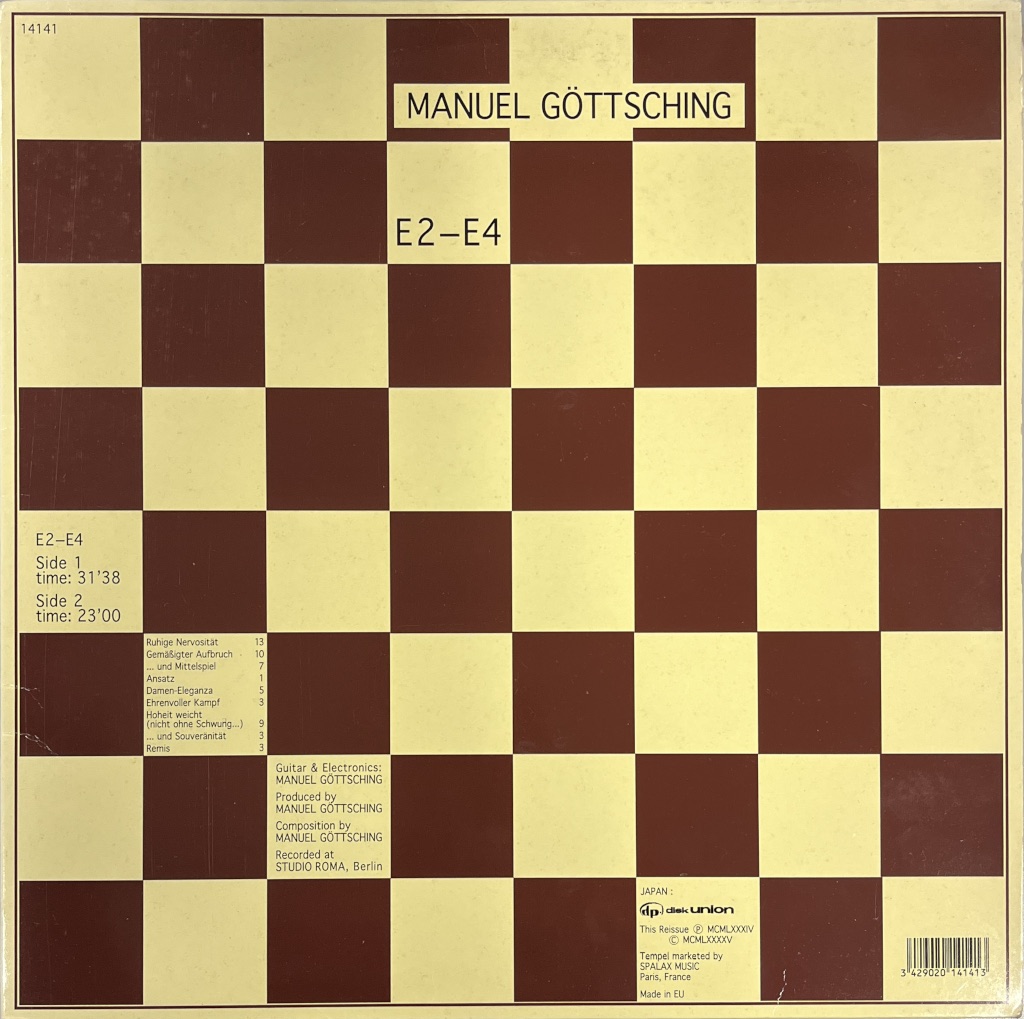 14141
MANUEL GÖTTSCHING
E2–E4
E2–E4
Side 1
time: 31'38
Side 2
time: 23'00
Ruhige Nervosität 13
Gemäßigter Aufbruch 10
... und Mittelspiel 7
Ansatz 1
Damen-Eleganza 5
Ehrenvoller Kampf 3
Hoheit weicht
(nicht ohne Schwung...) 9
... und Souveränität 3
Remis 3
Guitar & Electronics:
MANUEL GÖTTSCHING
Produced by
MANUEL GÖTTSCHING
Composition by
MANUEL GÖTTSCHING
Recorded at
STUDIO ROMA, Berlin
JAPAN :
dp. disk union
This Reissue Ⓟ MCMLXXXIV
© MCMLXXXXV
Tempel marketed by
SPALAX MUSIC
Paris, France
Made in EU
3 429020 141413